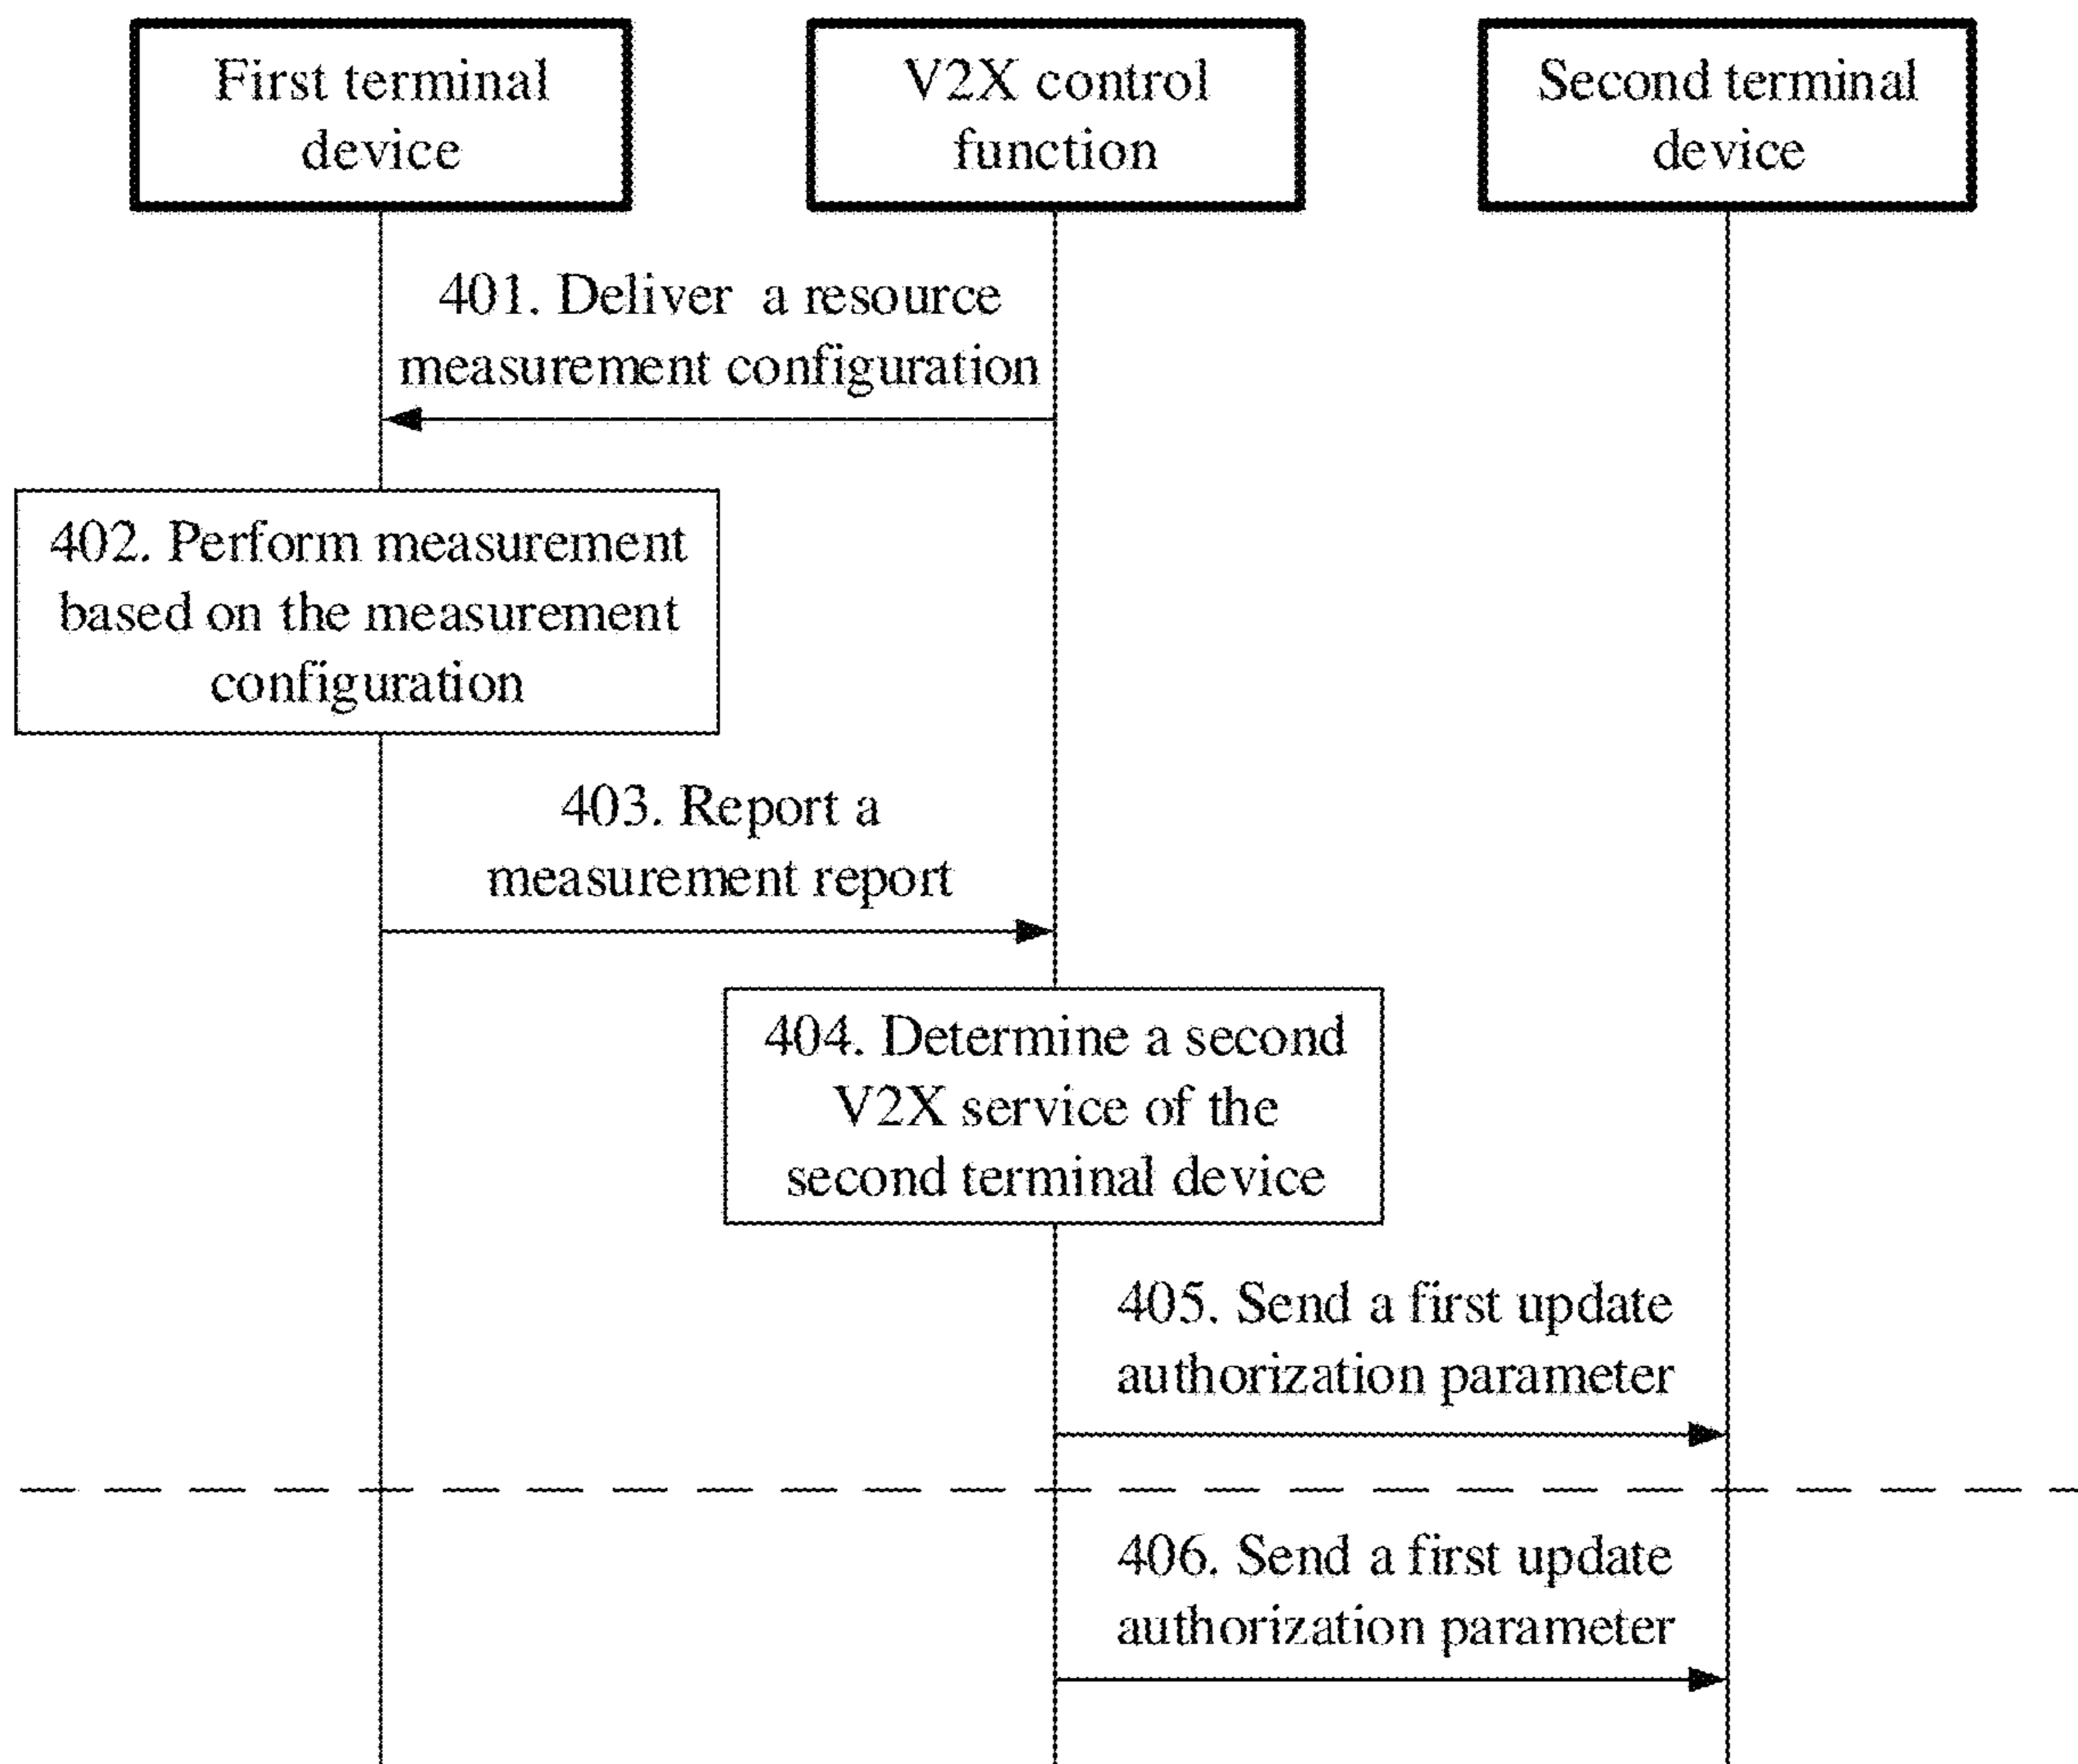 First terminal
device
V2X control
function
Second terminal
device
401. Deliver a resource
measurement configuration
402. Perform measurement
based on the measurement
configuration
403. Report a
measurement report
404. Determine a second
V2X service of the
second terminal device
405. Send a first update
authorization parameter
406. Send a first update
authorization parameter